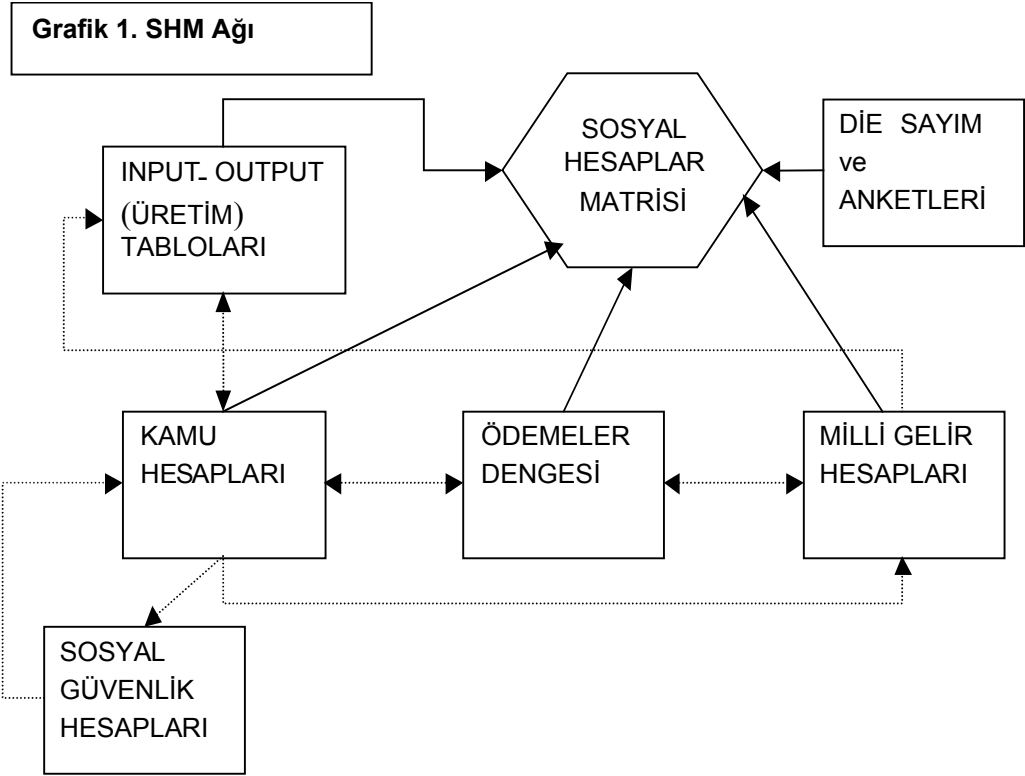 Grafik 1. SHM Ağı
SOSYAL
HESAPLAR
MATRİSİ
DİE SAYIM
ve
ANKETLERİ
INPUT- OUTPUT
(ÜRETİM)
TABLOLARI
KAMU
HESAPLARI
ÖDEMELER
DENGESİ
MİLLİ GELİR
HESAPLARI
SOSYAL
GÜVENLİK
HESAPLARI